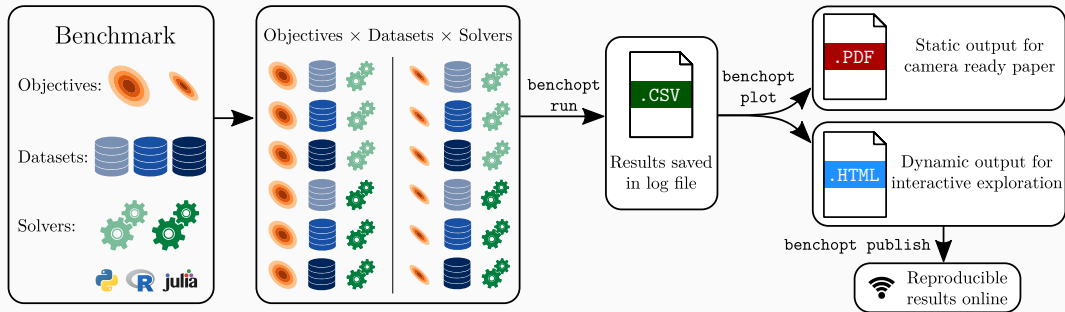 Benchmark
Objectives:
Datasets:
Solvers:
R
julia
Objectives × Datasets × Solvers
benchopt
run
.CSV
Results saved
in log file
benchopt
plot
.PDF
Static output for
camera ready paper
.HTML
Dynamic output for
interactive exploration
benchopt publish
Reproducible
results online